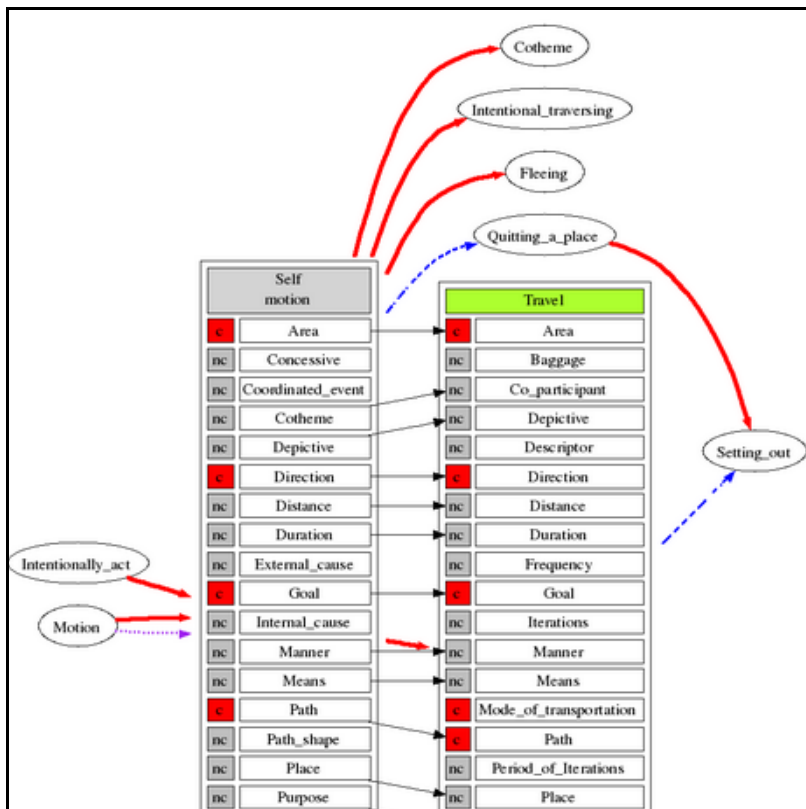 Cotheme
Intentional_traversing
Fleeing
Quitting_a_place
Self
motion
Travel
c Area c Area
nc Concessive nc Baggage
nc Coordinated_event nc Co_participant
nc Cotheme nc Depictive
nc Depictive nc Descriptor
c Direction c Direction
nc Distance nc Distance
nc Duration nc Duration
nc External_cause nc Frequency
c Goal c Goal
nc Internal_cause nc Iterations
nc Manner nc Manner
nc Means nc Means
c Path c Mode_of_transportation
nc Path_shape c Path
nc Place nc Period_of_Iterations
nc Purpose nc Place
Setting_out
Intentionally_act
Motion